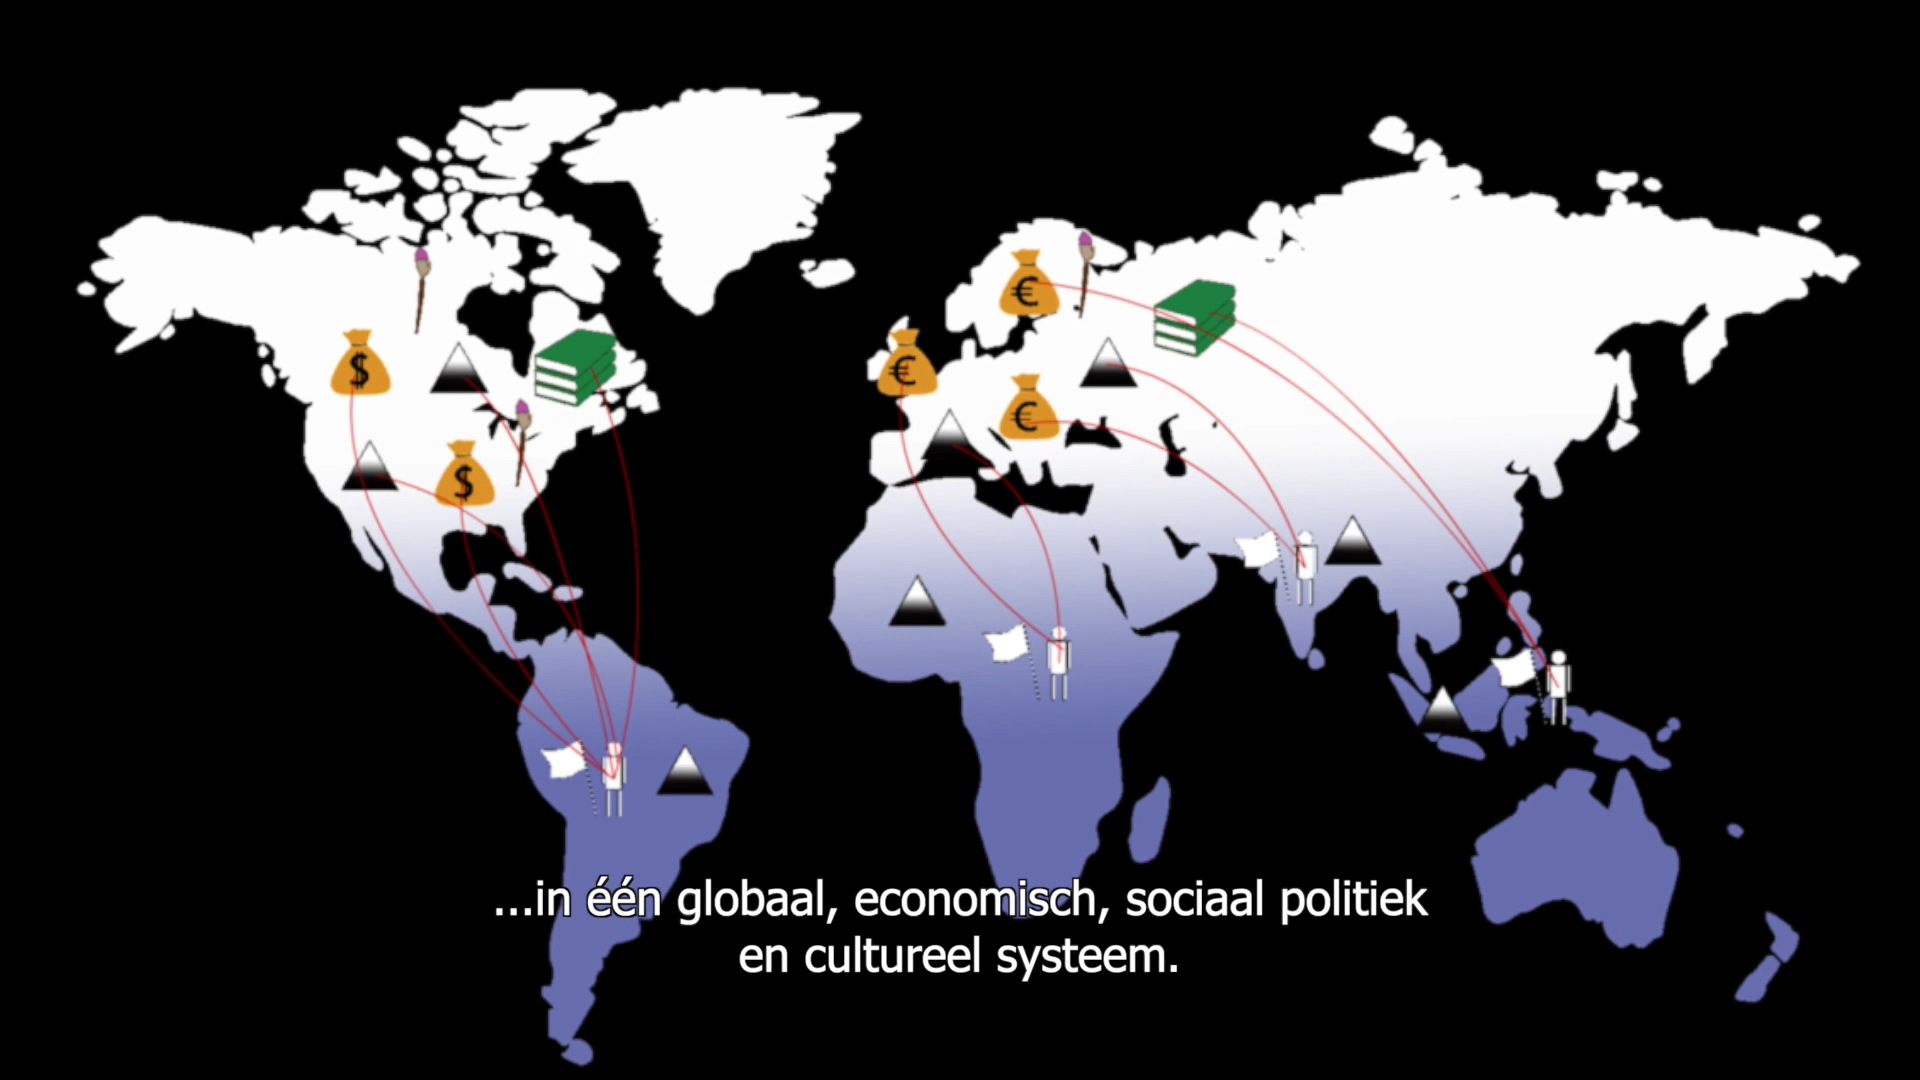 $
$
€
€
€
...in één globaal, economisch, sociaal politiek
en cultureel systeem.